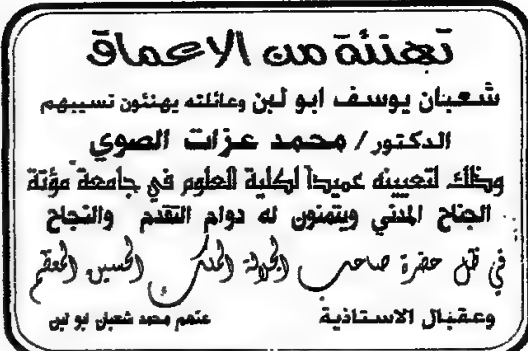 تهنئة من الاعماق
شعبان يوسف ابو لبن وعائلته يهنئون نسيبهم
الدكتور / محمد عزات الصوي
وذلك لتعيينه عميداً لكلية العلوم في جامعة مؤتة
الجناح المدني ويتمنون له دوام التقدم والنجاح
في ظل حضرة صاحب الجلالة الملك الحسين المعظم
وعقبال الاستاذية عنهم محمد شعبان ابو لبن